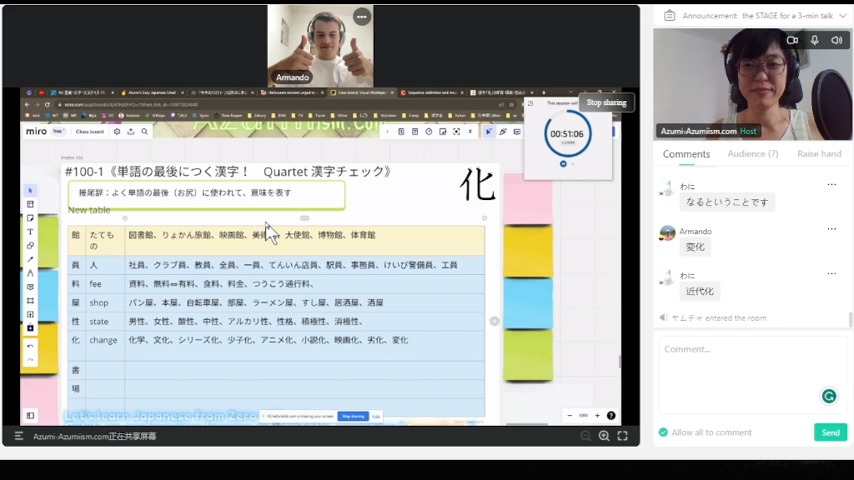 Announcement: the STAGE for a 3-min talk
Armando
Azumi-Azumiism.com Host
Stop sharing
00:51:06
miro
free
#100-1《単語の最後につく漢字! Quartet 漢字チェック》
接尾辞:よく単語の最後(お尻)に使われて、意味を表す
New table
化
館 たてもの 図書館、りょかん旅館、映画館、美術館、大使館、博物館、体育館
員 人 社員、クラブ員、教員、全員、一員、てんいん店員、駅員、事務員、けいび警備員、工員
料 fee 資料、無料⇔有料、食料、料金、つうこう通行料、
屋 shop パン屋、本屋、自転車屋、部屋、ラーメン屋、すし屋、居酒屋、酒屋
性 state 男性、女性、酸性、中性、アルカリ性、性格、積極性、消極性、
化 change 化学、文化、シリーズ化、少子化、アニメ化、小説化、映画化、劣化、変化
書
場
Let's learn Japanese from Zero
Stop sharing
Azumi-Azumiism.com正在共享屏幕
Comments Audience (7) Raise hand
わに
なるということです
Armando
変化
わに
近代化
ヤムチャ entered the room
Comment...
Allow all to comment
Send